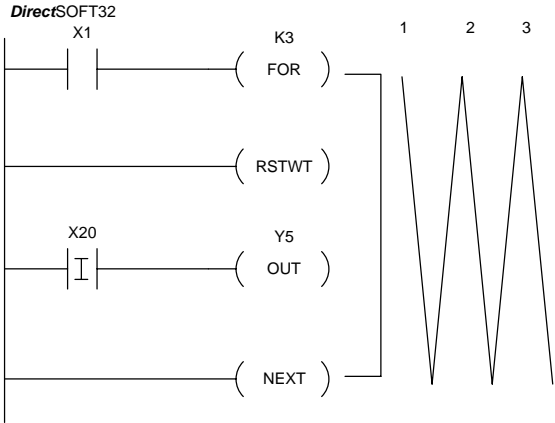 DirectSOFT32
X1
K3
FOR
1 2 3
RSTWT
X20
I
Y5
OUT
NEXT